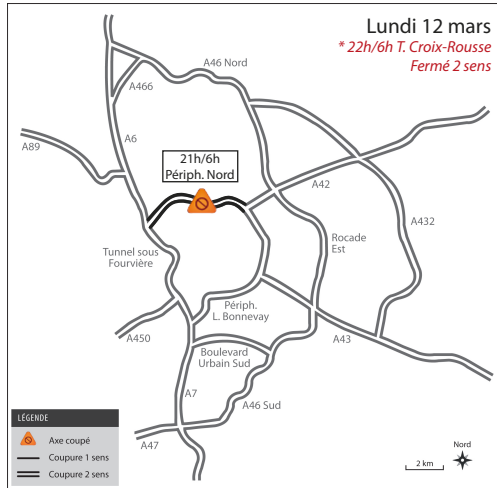 Lundi 12 mars
* 22h/6h T. Croix-Rousse
Fermé 2 sens
A46 Nord
A466
A6
A89
21h/6h
Périph. Nord
A42
A432
Rocade
Est
Tunnel sous
Fourvière
Périph.
L. Bonnevay
A450
A43
Boulevard
Urbain Sud
A7
A46 Sud
A47
LÉGENDE
Axe coupé
Coupure 1 sens
Coupure 2 sens
Nord
2 km